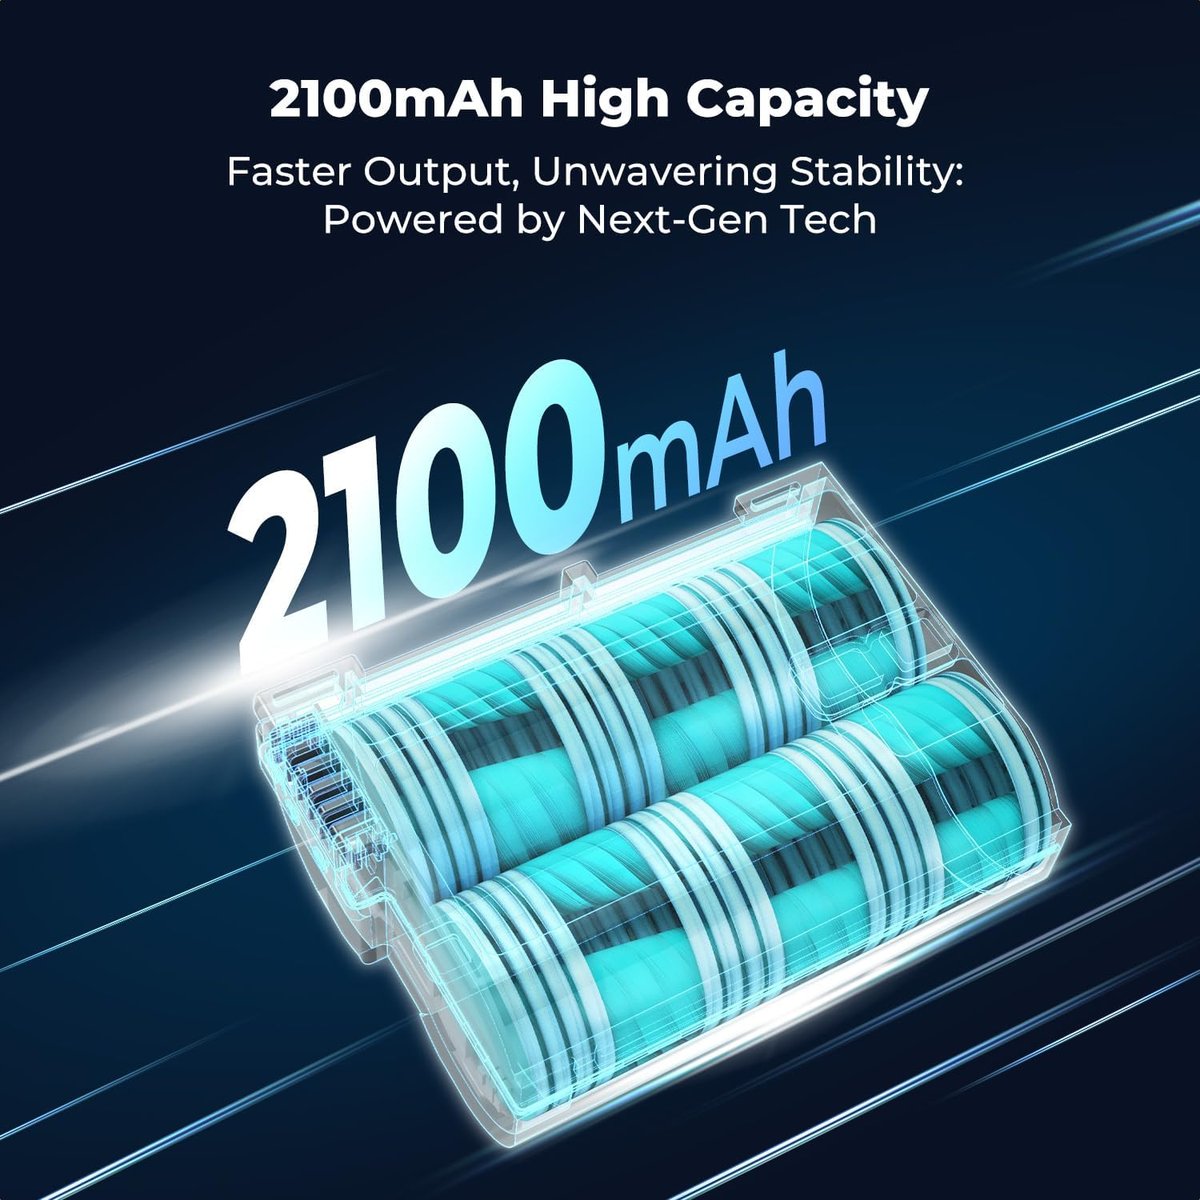 2100mAh High Capacity
Faster Output, Unwavering Stability:
Powered by Next-Gen Tech
2100mAh